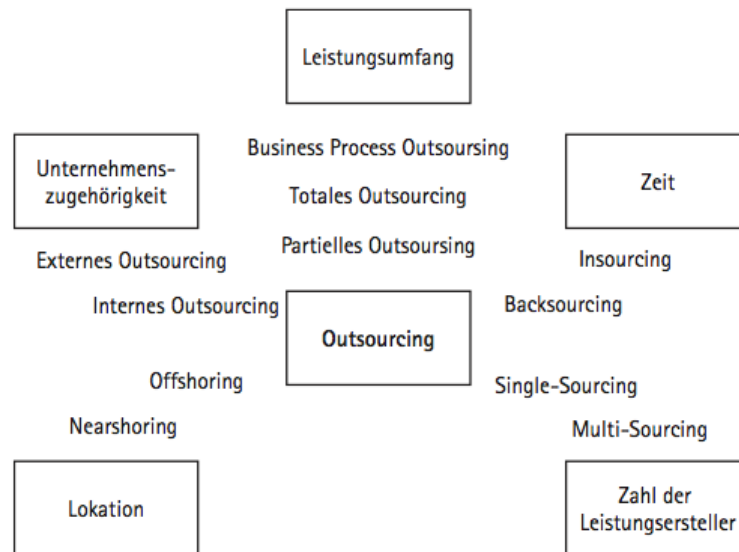 Leistungsumfang
Business Process Outsoursing
Unternehmens-
zugehörigkeit
Totales Outsourcing
Zeit
Partielles Outsoursing
Externes Outsourcing
Insourcing
Internes Outsourcing
Backsourcing
Outsourcing
Offshoring
Single-Sourcing
Nearshoring
Multi-Sourcing
Lokation
Zahl der
Leistungsersteller